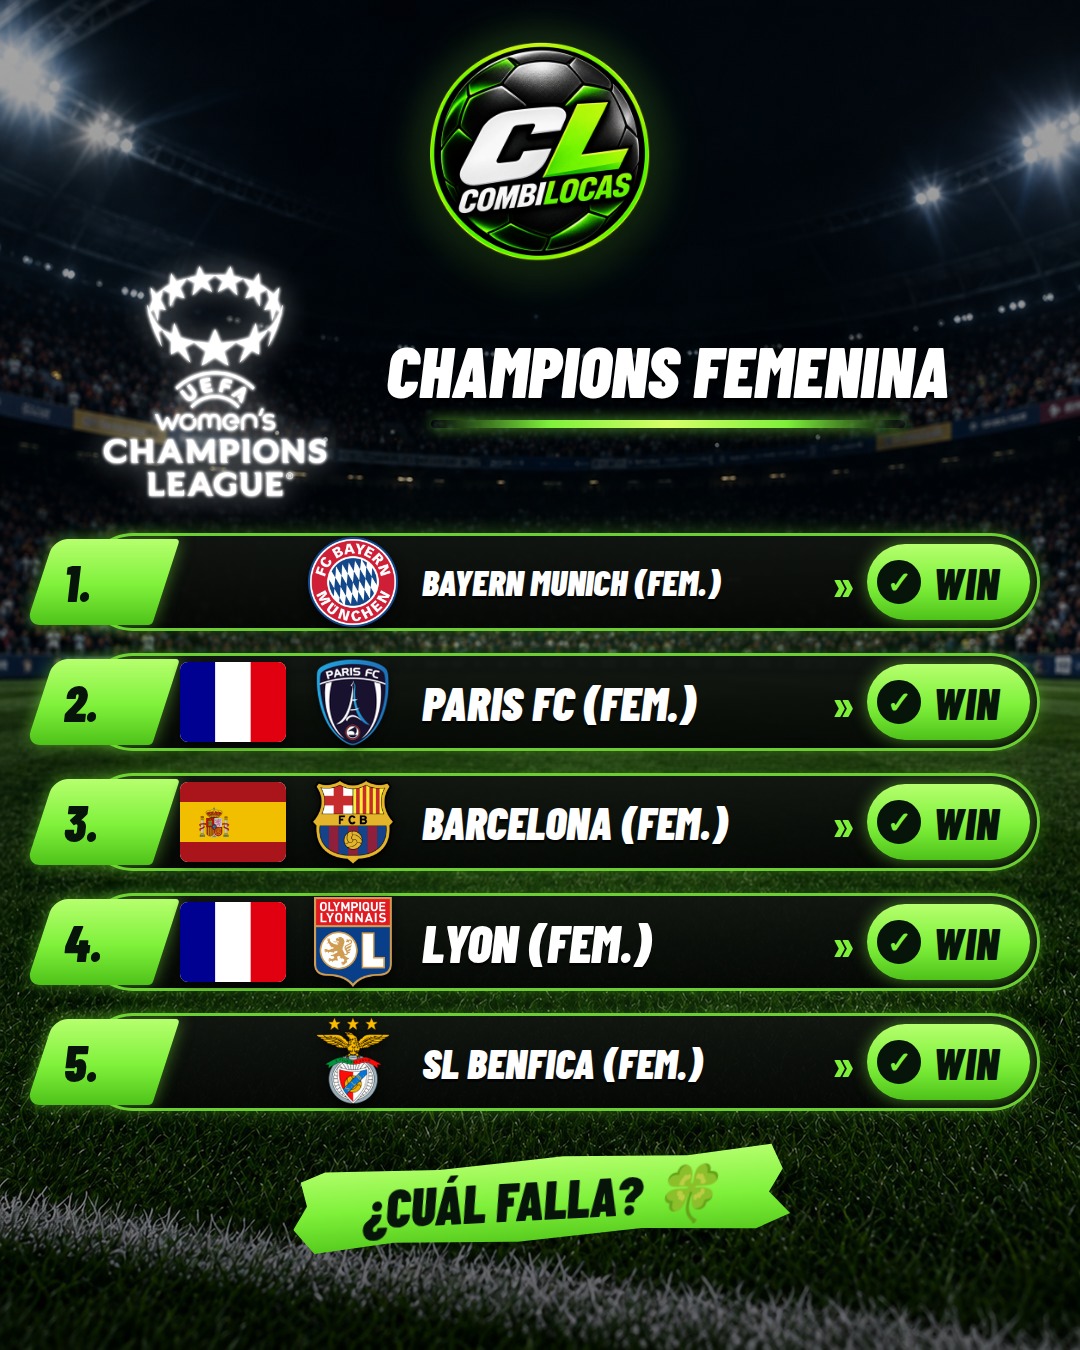 CL
COMBILOCAS
UEFA
women's
CHAMPIONS
LEAGUE®
CHAMPIONS FEMENINA
1. FC BAYERN MÜNCHEN BAYERN MUNICH (FEM.) » ✓ WIN
2. PARIS FC PARIS FC (FEM.) » ✓ WIN
3. FCB BARCELONA (FEM.) » ✓ WIN
4. OLYMPIQUE LYONNAIS OL LYON (FEM.) » ✓ WIN
5. SL BENFICA (FEM.) » ✓ WIN
¿CUÁL FALLA? 🍀